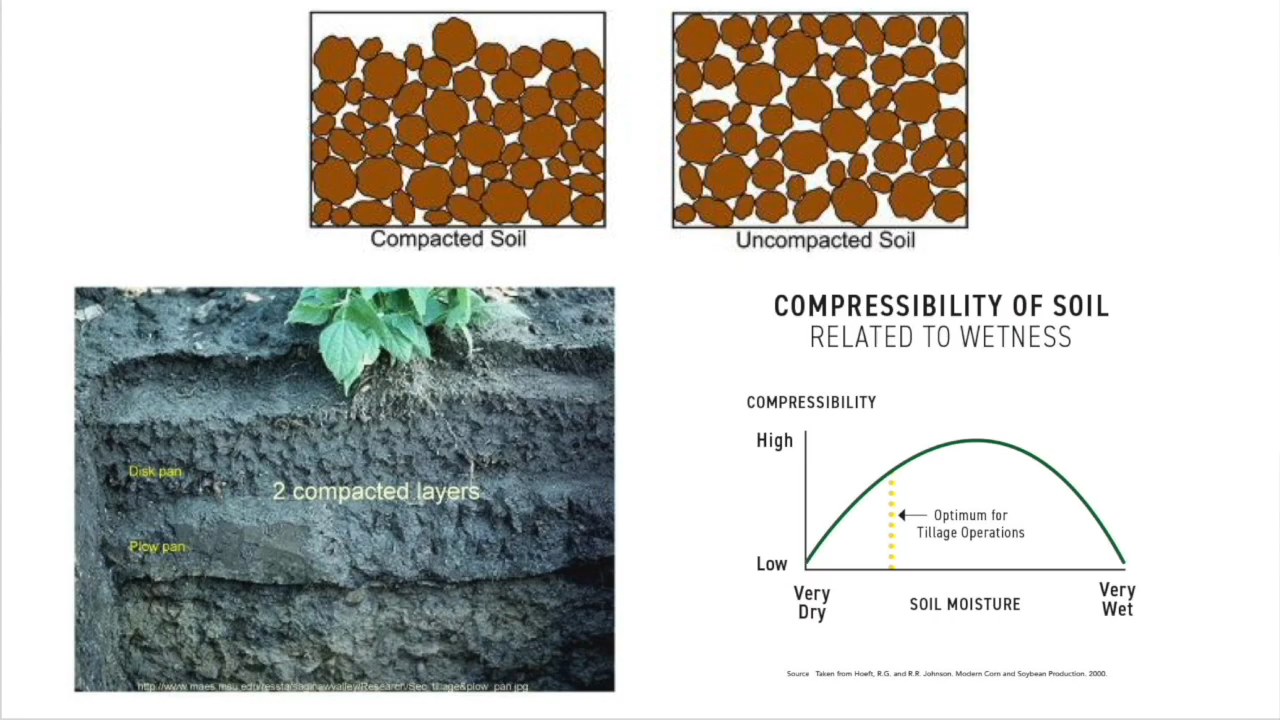 Compacted Soil
Uncompacted Soil
Disk pan
2 compacted layers
Plow pan
COMPRESSIBILITY OF SOIL
RELATED TO WETNESS
COMPRESSIBILITY
High
Optimum for
Tillage Operations
Low
Very
Dry
SOIL MOISTURE
Very
Wet
Source Taken from Hoeft, R.G. and R.R. Johnson. Modern Corn and Soybean Production. 2000.